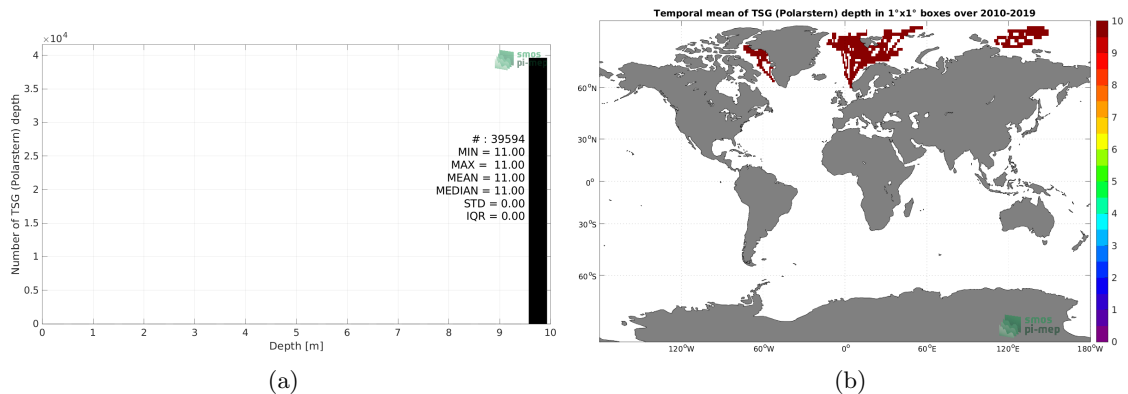 ×10⁴
4
3.5
3
2.5
2
1.5
1
0.5
0
Number of TSG (Polarstern) depth
smos
pi-mep
# : 39594
MIN = 11.00
MAX = 11.00
MEAN = 11.00
MEDIAN = 11.00
STD = 0.00
IQR = 0.00
0 1 2 3 4 5 6 7 8 9 10
Depth [m]
(a)
Temporal mean of TSG (Polarstern) depth in 1°x1° boxes over 2010-2019
60°N
30°N
0°
30°S
60°S
120°W 60°W 0° 60°E 120°E 180°W
smos
pi-mep
10
9
8
7
6
5
4
3
2
1
0
(b)